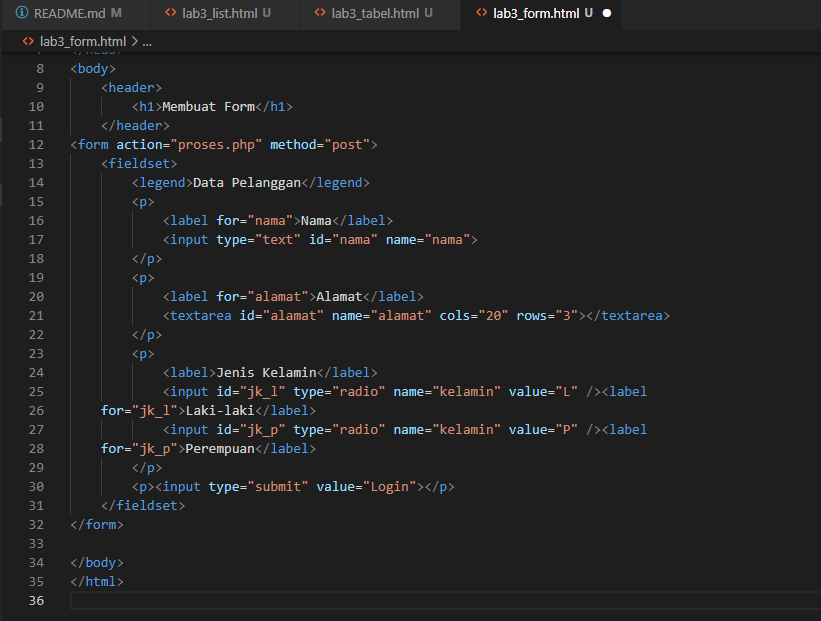 README.md M lab3_list.html U lab3_tabel.html U lab3_form.html U ●
<> lab3_form.html > ...
8 <body>
9 <header>
10 <h1>Membuat Form</h1>
11 </header>
12 <form action="proses.php" method="post">
13 <fieldset>
14 <legend>Data Pelanggan</legend>
15 <p>
16 <label for="nama">Nama</label>
17 <input type="text" id="nama" name="nama">
18 </p>
19 <p>
20 <label for="alamat">Alamat</label>
21 <textarea id="alamat" name="alamat" cols="20" rows="3"></textarea>
22 </p>
23 <p>
24 <label>Jenis Kelamin</label>
25 <input id="jk_l" type="radio" name="kelamin" value="L" /><label
26 for="jk_l">Laki-laki</label>
27 <input id="jk_p" type="radio" name="kelamin" value="P" /><label
28 for="jk_p">Perempuan</label>
29 </p>
30 <p><input type="submit" value="Login"></p>
31 </fieldset>
32 </form>
33
34 </body>
35 </html>
36